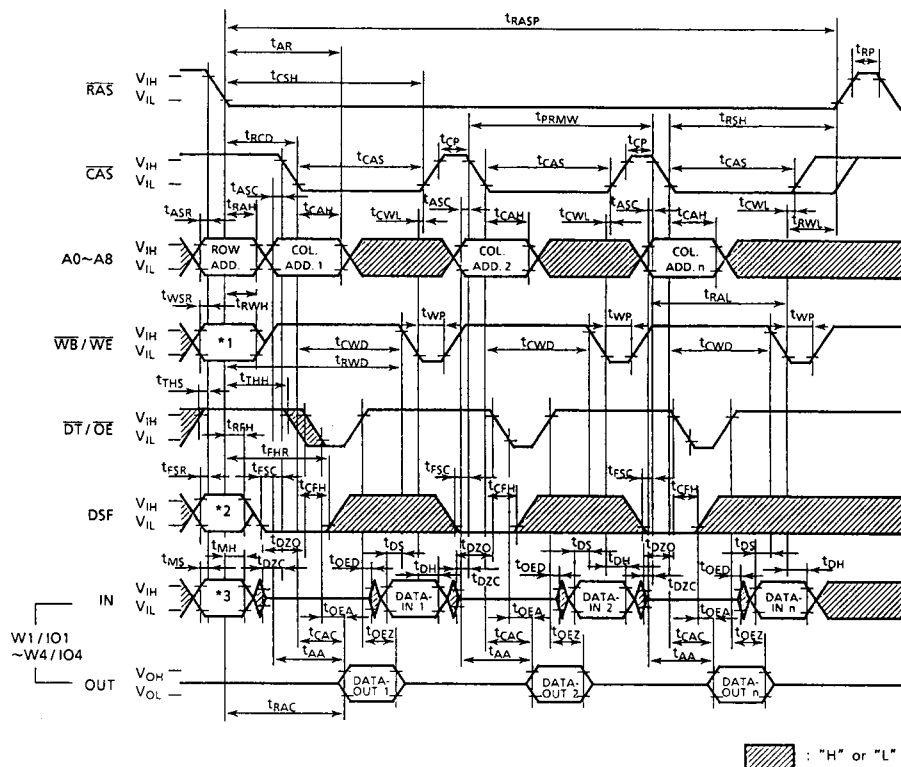 tRASP
tAR
tCSH
tRP
RAS
VIH
VIL
tPRMW
tRSH
tRCD
tCP
tCP
CAS
VIH
VIL
tCAS
tCAS
tCAS
tASC
tASR
tRAH
tCAH
tCWL
tASC
tCAH
tCWL
tASC
tCAH
tCWL
tRWL
A0~A8
VIH
VIL
ROW ADD.
COL. ADD. 1
COL. ADD. 2
COL. ADD. n
tWSR
tRWH
tRAL
tWP
tWP
tWP
WB / WE
VIH
VIL
*1
tCWD
tCWD
tCWD
tRWD
tTHS
tTHH
DT / OE
VIH
VIL
tRFH
tFHR
tFSR
tFSC
tCFH
tFSC
tCFH
tFSC
tCFH
DSF
VIH
VIL
*2
tDZO
tMH
tMS
tDZC
tOED
tDS
tDH
tDZO
tDZC
tOED
tDS
tDH
tDZO
tDZC
tOED
tDS
tDH
IN
VIH
VIL
*3
DATA-IN 1
DATA-IN 2
DATA-IN n
W1 / IO1
~W4 / IO4
tOEA
tOEA
tOEA
tCAC
tOEZ
tCAC
tOEZ
tCAC
tOEZ
tAA
tAA
tAA
OUT
VOH
VOL
DATA-OUT 1
DATA-OUT 2
DATA-OUT n
tRAC
: "H" or "L"